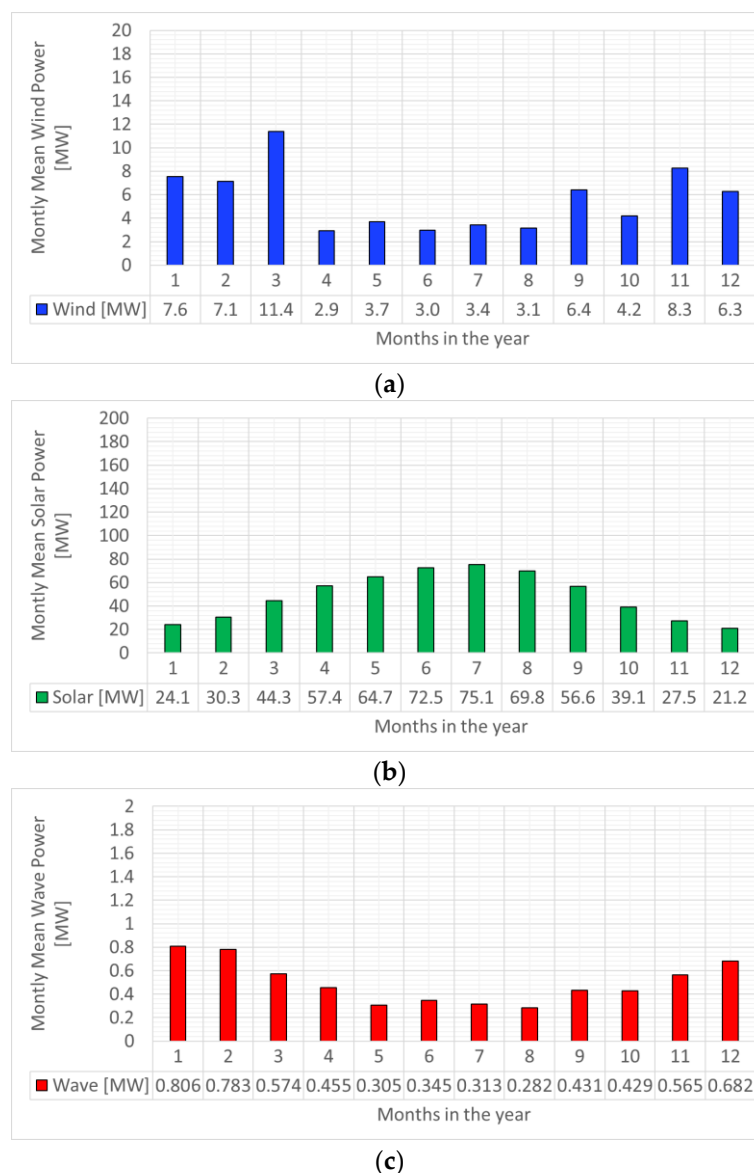 Montly Mean Wind Power
[MW]
20
18
16
14
12
10
8
6
4
2
0
1 2 3 4 5 6 7 8 9 10 11 12
Wind [MW] 7.6 7.1 11.4 2.9 3.7 3.0 3.4 3.1 6.4 4.2 8.3 6.3
Months in the year
(a)
Montly Mean Solar Power
[MW]
200
180
160
140
120
100
80
60
40
20
0
1 2 3 4 5 6 7 8 9 10 11 12
Solar [MW] 24.1 30.3 44.3 57.4 64.7 72.5 75.1 69.8 56.6 39.1 27.5 21.2
Months in the year
(b)
Montly Mean Wave Power
[MW]
2
1.8
1.6
1.4
1.2
1
0.8
0.6
0.4
0.2
0
1 2 3 4 5 6 7 8 9 10 11 12
Wave [MW] 0.806 0.783 0.574 0.455 0.305 0.345 0.313 0.282 0.431 0.429 0.565 0.682
Months in the year
(c)